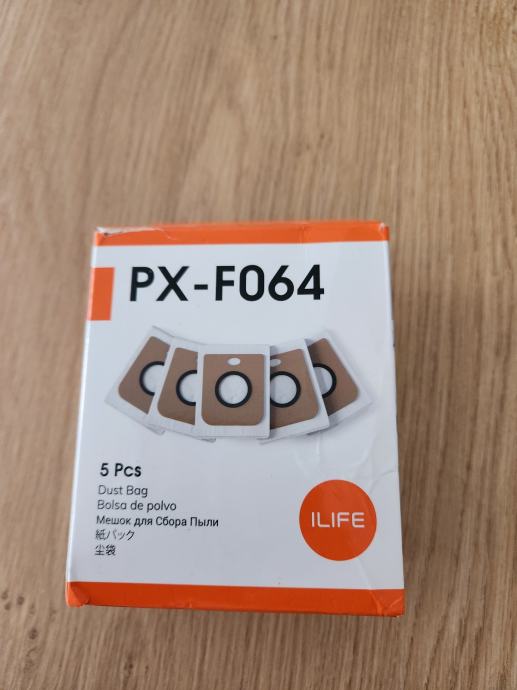 PX-F064
5 Pcs
Dust Bag
Bolsa de polvo
Мешок для Сбора Пыли
紙パック
尘袋
ILIFE